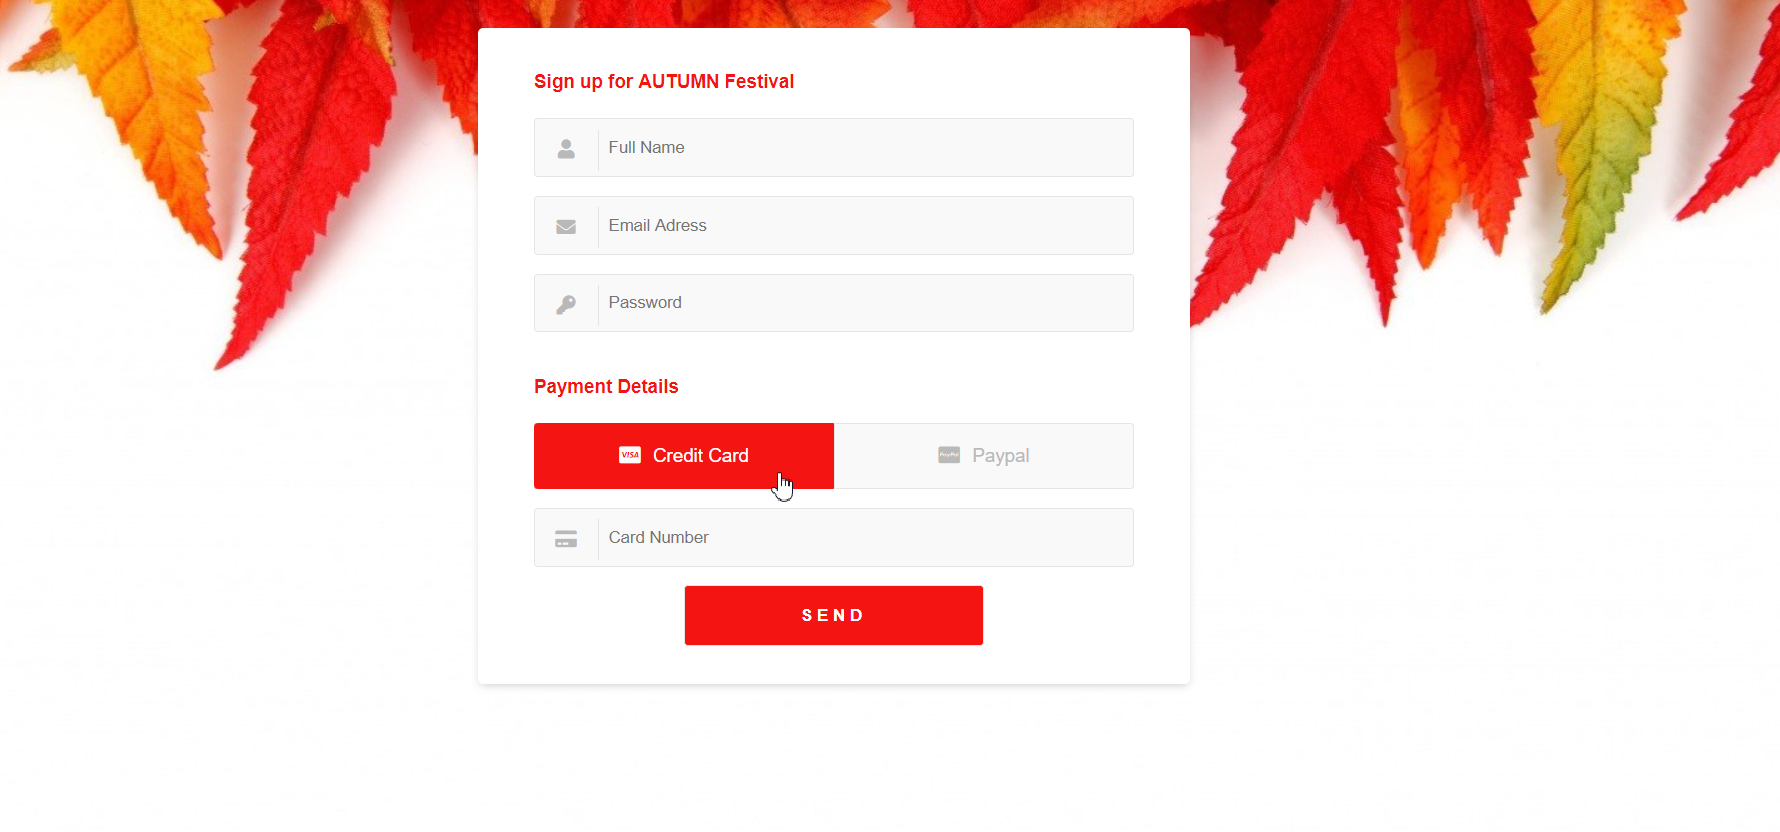 Sign up for AUTUMN Festival
Full Name
Email Adress
Password
Payment Details
VISA Credit Card
PayPal Paypal
Card Number
SEND